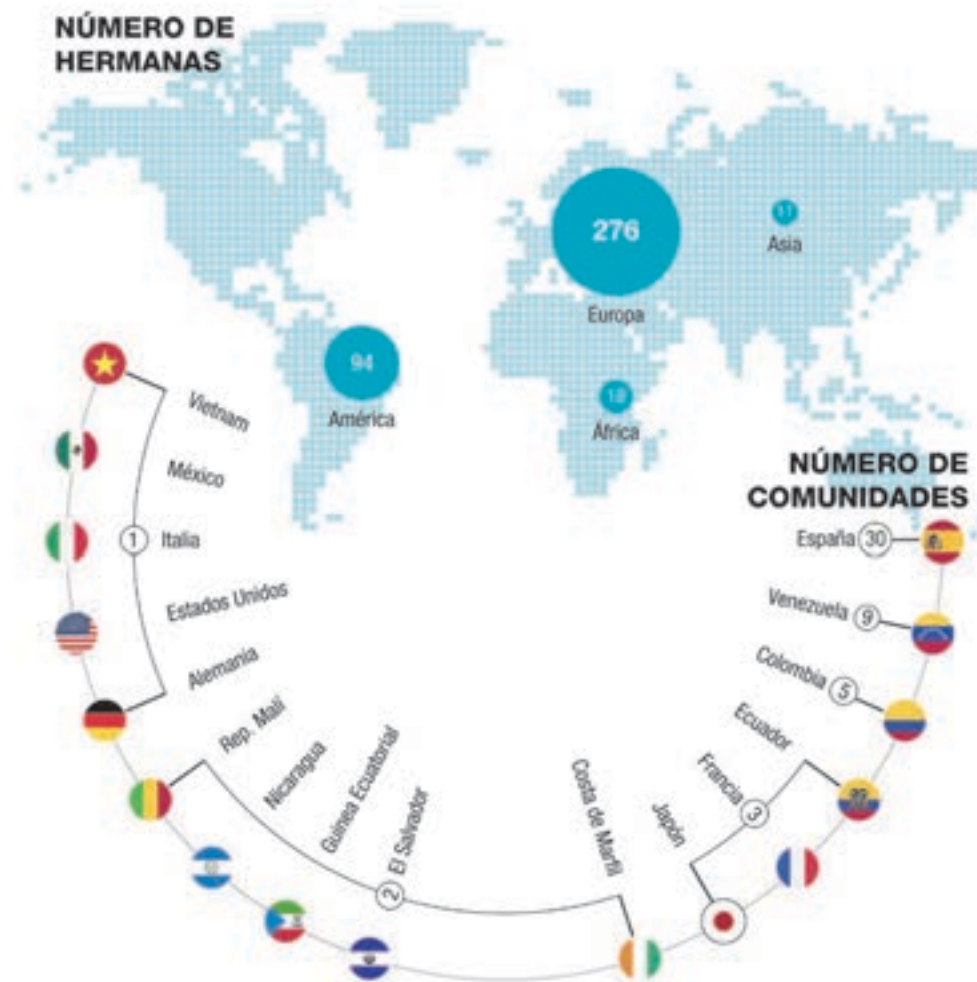 NÚMERO DE
HERMANAS
276
Europa
11
Asia
94
América
África
NÚMERO DE
COMUNIDADES
Vietnam
México
1
Italia
Estados Unidos
Alemania
Rep. Malí
Nicaragua
Guinea Ecuatorial
2
El Salvador
Costa de Marfil
Japón
Francia
3
Ecuador
Colombia
5
Venezuela
9
España
30